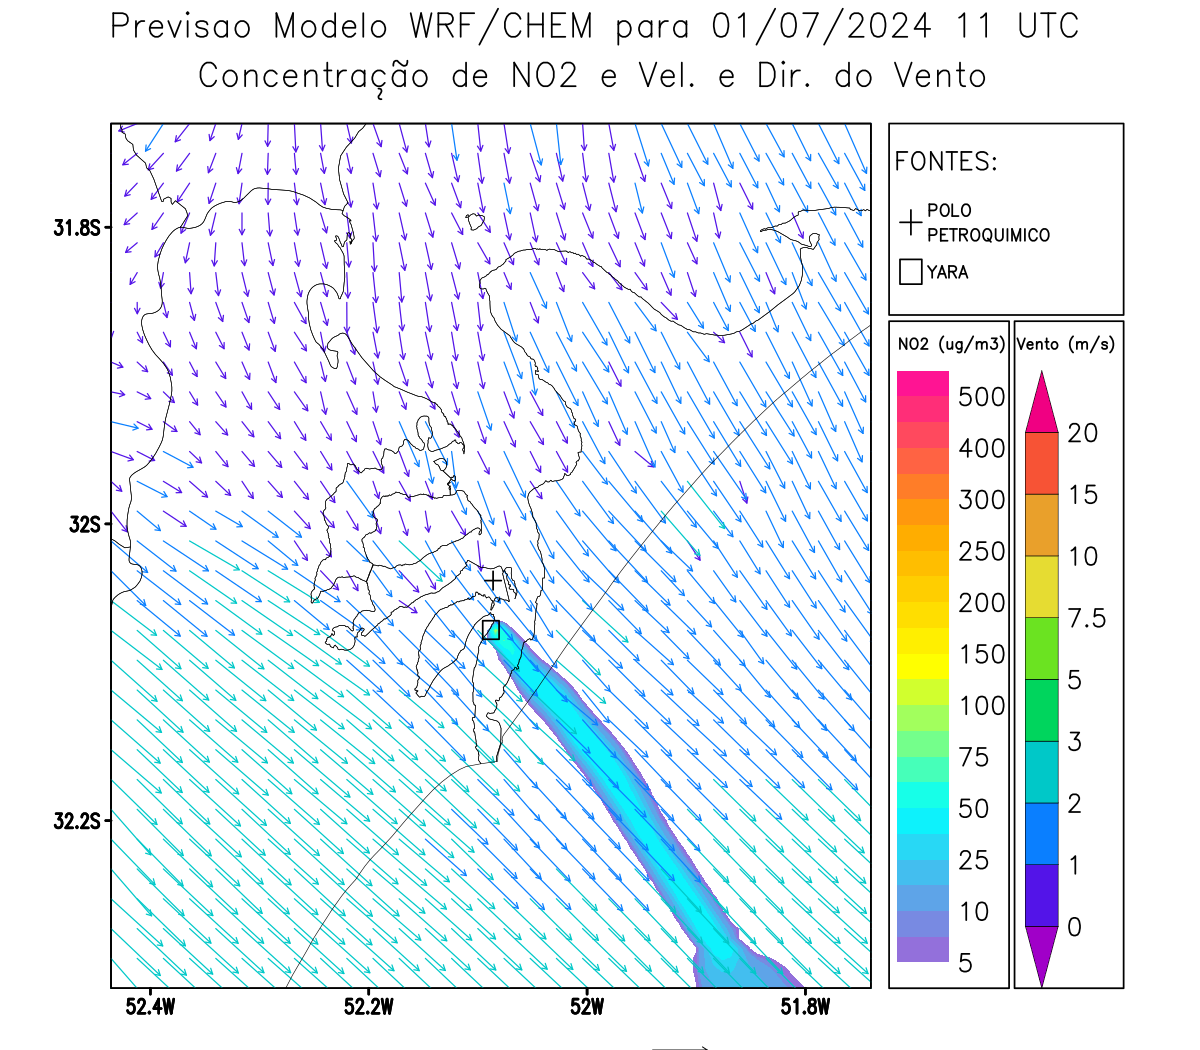 Previsao Modelo WRF/CHEM para 01/07/2024 11 UTC
Concentração de NO2 e Vel. e Dir. do Vento
FONTES:
POLO
PETROQUIMICO
YARA
NO2 (ug/m3)
500
400
300
250
200
150
100
75
50
25
10
5
Vento (m/s)
20
15
10
7.5
5
3
2
1
0
31.8S
32S
32.2S
52.4W 52.2W 52W 51.8W